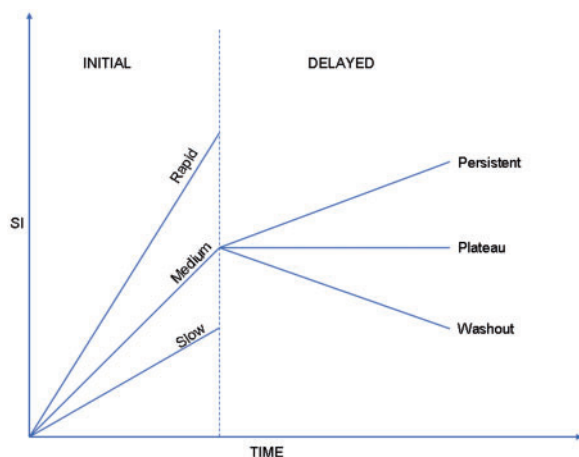 INITIAL
DELAYED
Rapid
Persistent
SI
Medium
Plateau
Slow
Washout
TIME